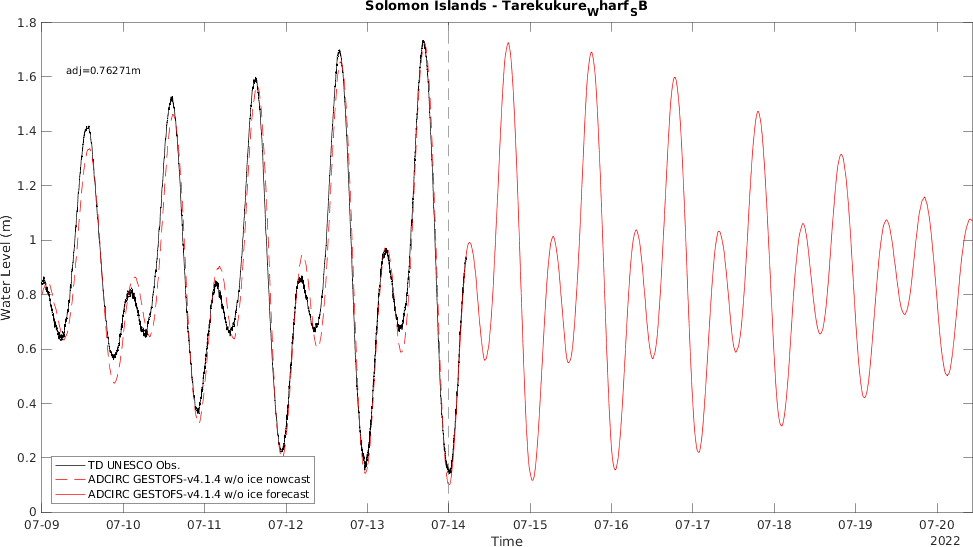 Solomon Islands - Tarekukure_Wharf_SB
adj=0.76271m
Water Level (m)
1.8
1.6
1.4
1.2
1
0.8
0.6
0.4
0.2
0
TD UNESCO Obs.
ADCIRC GESTOFS-v4.1.4 w/o ice nowcast
ADCIRC GESTOFS-v4.1.4 w/o ice forecast
07-09 07-10 07-11 07-12 07-13 07-14 07-15 07-16 07-17 07-18 07-19 07-20
Time
2022